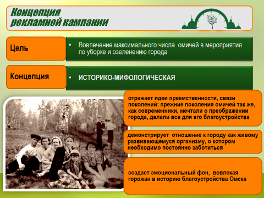 Концепция
рекламной кампании
Цель
• Вовлечение максимального числа омичей в мероприятия
по уборке и озеленению города
Концепция
• ИСТОРИКО-МИФОЛОГИЧЕСКАЯ
отражает идеи преемственности, связи
поколений: прежние поколения омичей так же,
как современники, мечтали о преображении
города, делали все для его благоустройства
демонстрирует отношение к городу как живому
развивающемуся организму, о котором
необходимо постоянно заботиться
создает эмоциональный фон, вовлекая
горожан в историю благоустройства Омска